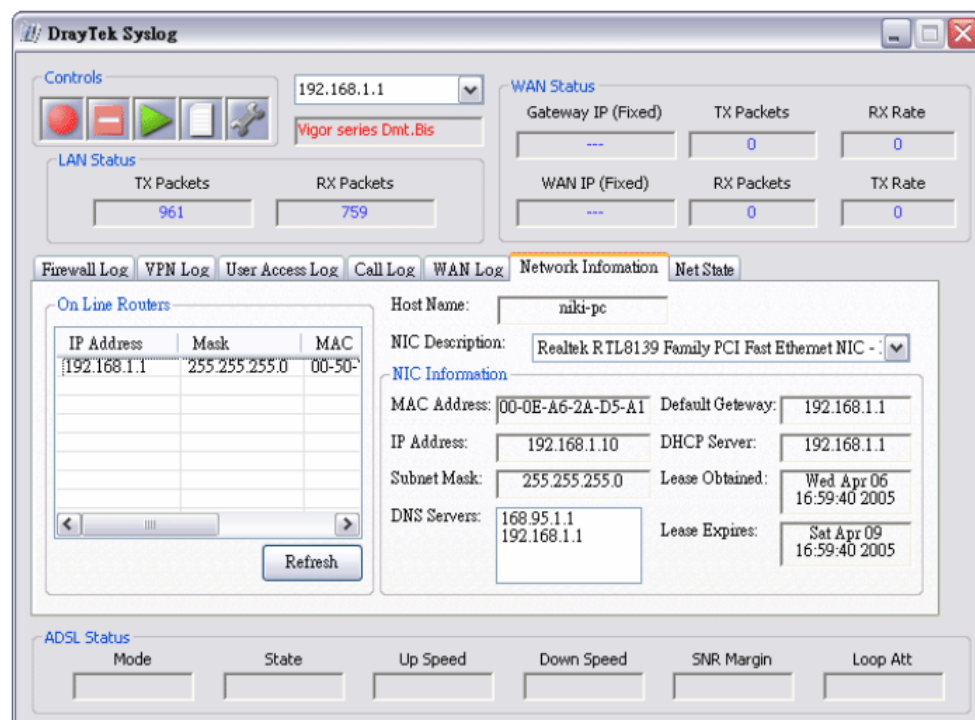 DrayTek Syslog
Controls
192.168.1.1
Vigor series Dmt.Bis
WAN Status
Gateway IP (Fixed) TX Packets RX Rate
--- 0 0
WAN IP (Fixed) RX Packets TX Rate
--- 0 0
LAN Status
TX Packets RX Packets
961 759
Firewall Log VPN Log User Access Log Call Log WAN Log Network Infomation Net State
On Line Routers
IP Address Mask MAC
192.168.1.1 255.255.255.0 00-50-
Refresh
Host Name: niki-pc
NIC Description: Realtek RTL8139 Family PCI Fast Ethernet NIC -
NIC Information
MAC Address: 00-0E-A6-2A-D5-A1 Default Geteway: 192.168.1.1
IP Address: 192.168.1.10 DHCP Server: 192.168.1.1
Subnet Mask: 255.255.255.0 Lease Obtained: Wed Apr 06
16:59:40 2005
DNS Servers: 168.95.1.1
192.168.1.1
Lease Expires: Sat Apr 09
16:59:40 2005
ADSL Status
Mode State Up Speed Down Speed SNR Margin Loop Att